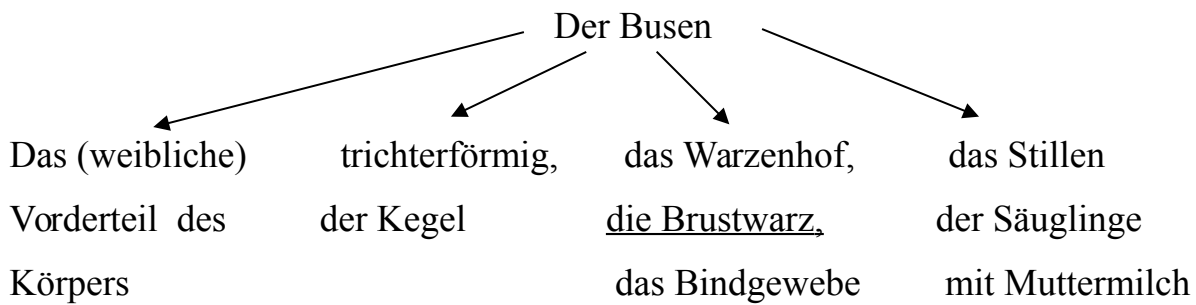 Der Busen
Das (weibliche) trichterförmig, das Warzenhof, das Stillen
Vorderteil des der Kegel die Brustwarz, der Säuglinge
Körpers das Bindgewebe mit Muttermilch